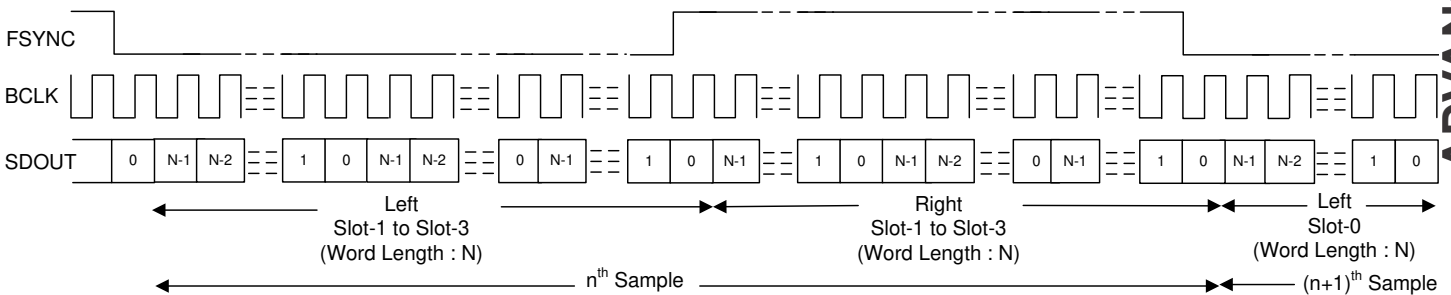 FSYNC
BCLK
SDOUT 0 N-1 N-2 1 0 N-1 N-2 0 N-1 1 0 N-1 1 0 N-1 N-2 0 N-1 1 0 N-1 N-2 1 0
Left Right Left
Slot-1 to Slot-3 Slot-1 to Slot-3 Slot-0
(Word Length : N) (Word Length : N) (Word Length : N)
nth Sample (n+1)th Sample